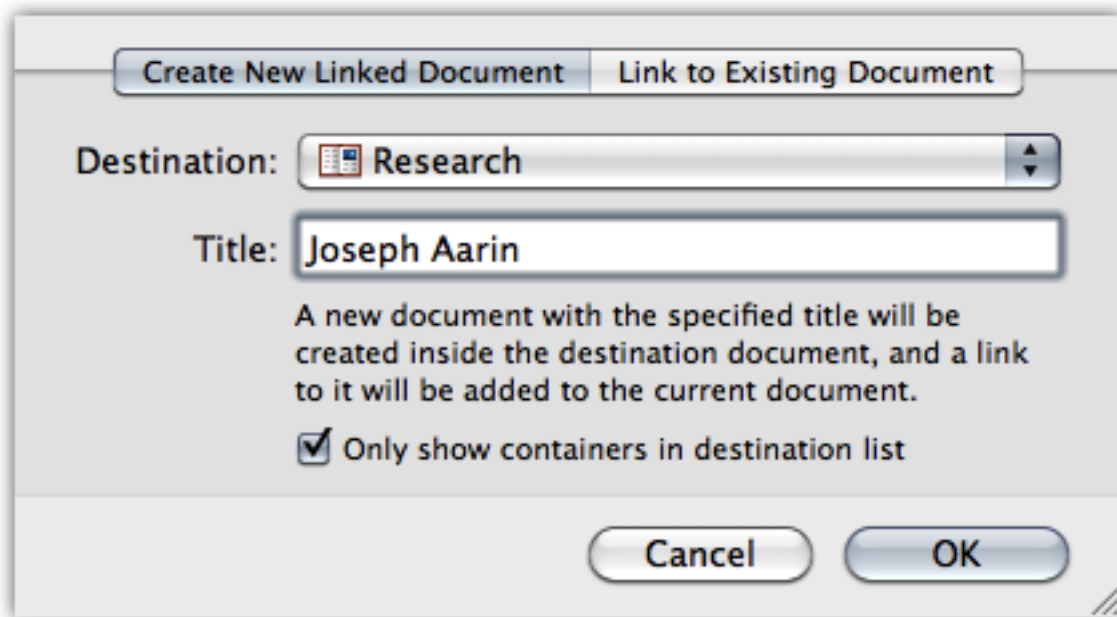 Create New Linked Document Link to Existing Document
Destination: Research
Title: Joseph Aarin
A new document with the specified title will be
created inside the destination document, and a link
to it will be added to the current document.
Only show containers in destination list
Cancel OK